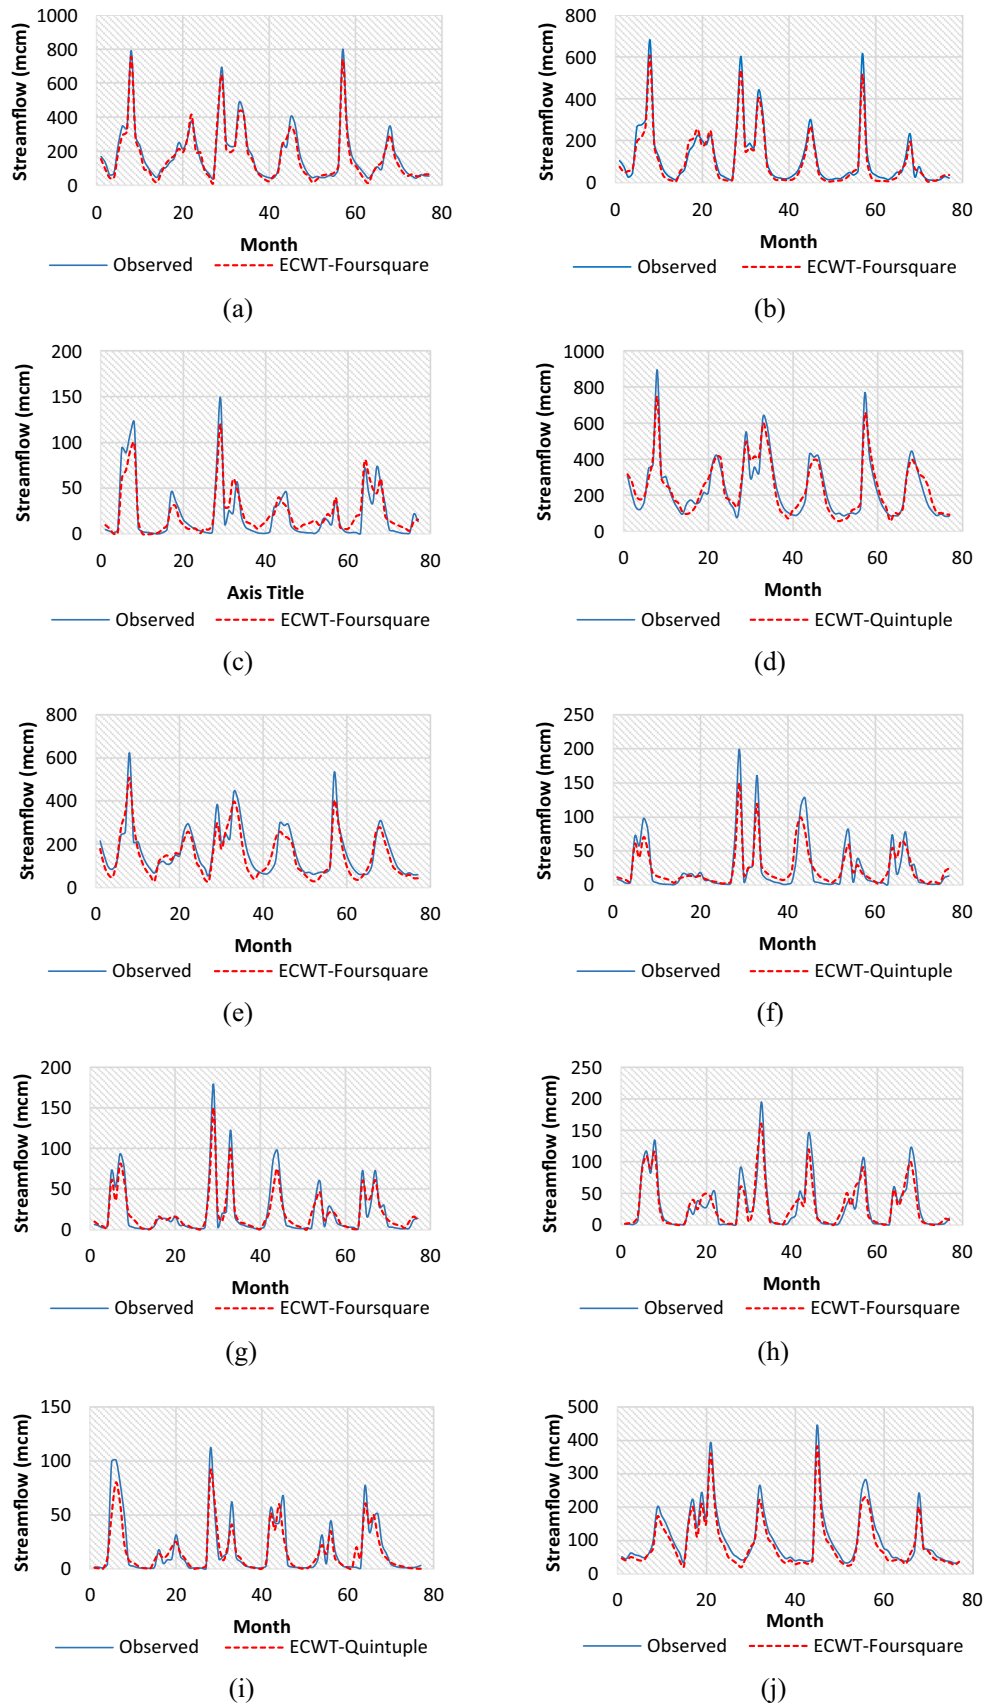 1000
800
600
400
200
0
Streamflow (mcm)
0 20 40 60 80
Month
Observed ECWT-Foursquare
(a)
800
600
400
200
0
Streamflow (mcm)
0 20 40 60 80
Month
Observed ECWT-Foursquare
(b)
200
150
100
50
0
Streamflow (mcm)
0 20 40 60 80
Axis Title
Observed ECWT-Foursquare
(c)
1000
800
600
400
200
0
Streamflow (mcm)
0 20 40 60 80
Month
Observed ECWT-Quintuple
(d)
800
600
400
200
0
Streamflow (mcm)
0 20 40 60 80
Month
Observed ECWT-Foursquare
(e)
250
200
150
100
50
0
Streamflow (mcm)
0 20 40 60 80
Month
Observed ECWT-Quintuple
(f)
200
150
100
50
0
Streamflow (mcm)
0 20 40 60 80
Month
Observed ECWT-Foursquare
(g)
250
200
150
100
50
0
Streamflow (mcm)
0 20 40 60 80
Month
Observed ECWT-Foursquare
(h)
150
100
50
0
Streamflow (mcm)
0 20 40 60 80
Month
Observed ECWT-Quintuple
(i)
500
400
300
200
100
0
Streamflow (mcm)
0 20 40 60 80
Month
Observed ECWT-Foursquare
(j)